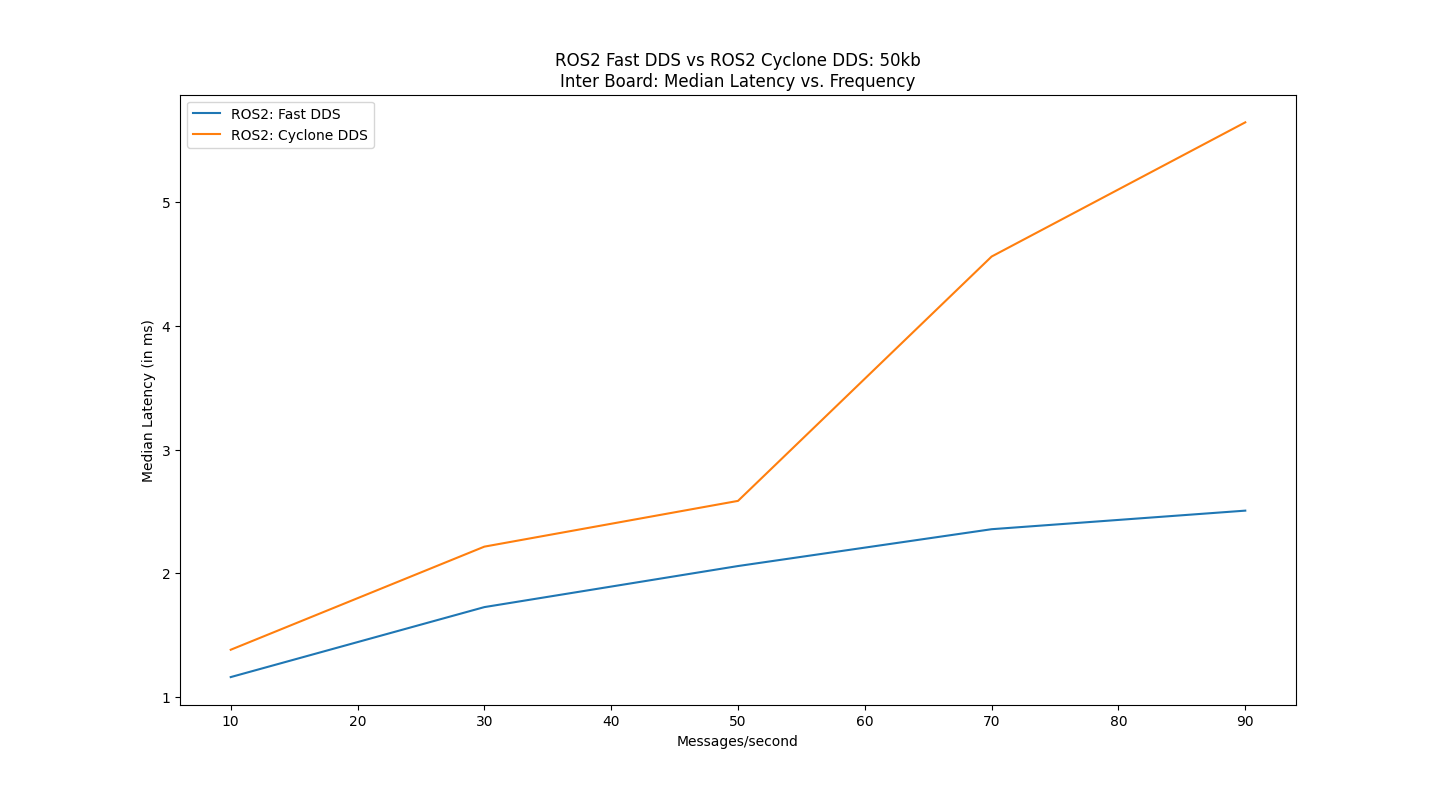 ROS2 Fast DDS vs ROS2 Cyclone DDS: 50kb
Inter Board: Median Latency vs. Frequency
ROS2: Fast DDS
ROS2: Cyclone DDS
Median Latency (in ms)
5
4
3
2
1
10 20 30 40 50 60 70 80 90
Messages/second